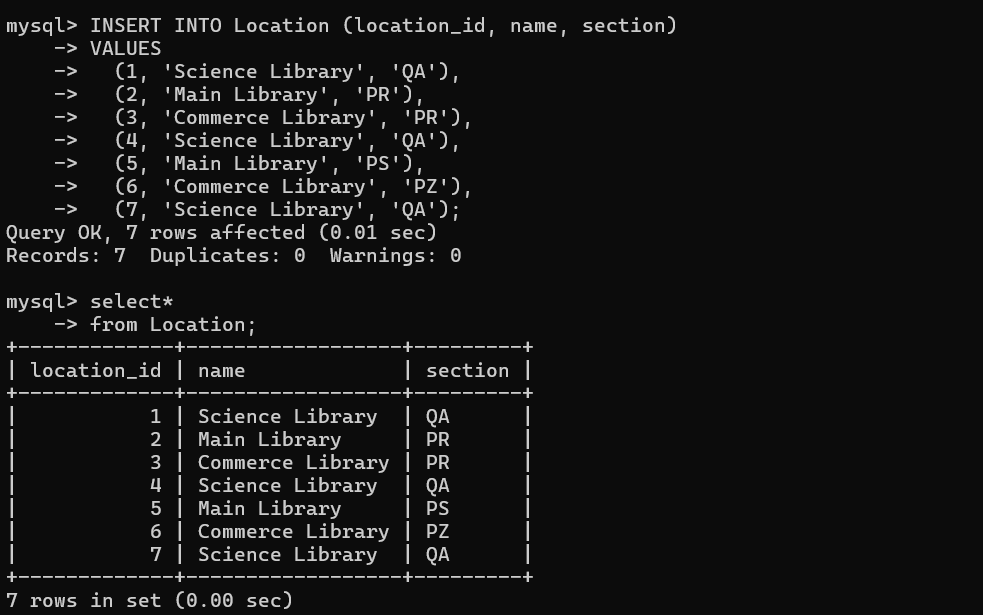 mysql> INSERT INTO Location (location_id, name, section)
    -> VALUES
    ->   (1, 'Science Library', 'QA'),
    ->   (2, 'Main Library', 'PR'),
    ->   (3, 'Commerce Library', 'PR'),
    ->   (4, 'Science Library', 'QA'),
    ->   (5, 'Main Library', 'PS'),
    ->   (6, 'Commerce Library', 'PZ'),
    ->   (7, 'Science Library', 'QA');
Query OK, 7 rows affected (0.01 sec)
Records: 7  Duplicates: 0  Warnings: 0

mysql> select*
    -> from Location;
+-------------+------------------+---------+
| location_id | name             | section |
+-------------+------------------+---------+
|           1 | Science Library  | QA      |
|           2 | Main Library     | PR      |
|           3 | Commerce Library | PR      |
|           4 | Science Library  | QA      |
|           5 | Main Library     | PS      |
|           6 | Commerce Library | PZ      |
|           7 | Science Library  | QA      |
+-------------+------------------+---------+
7 rows in set (0.00 sec)